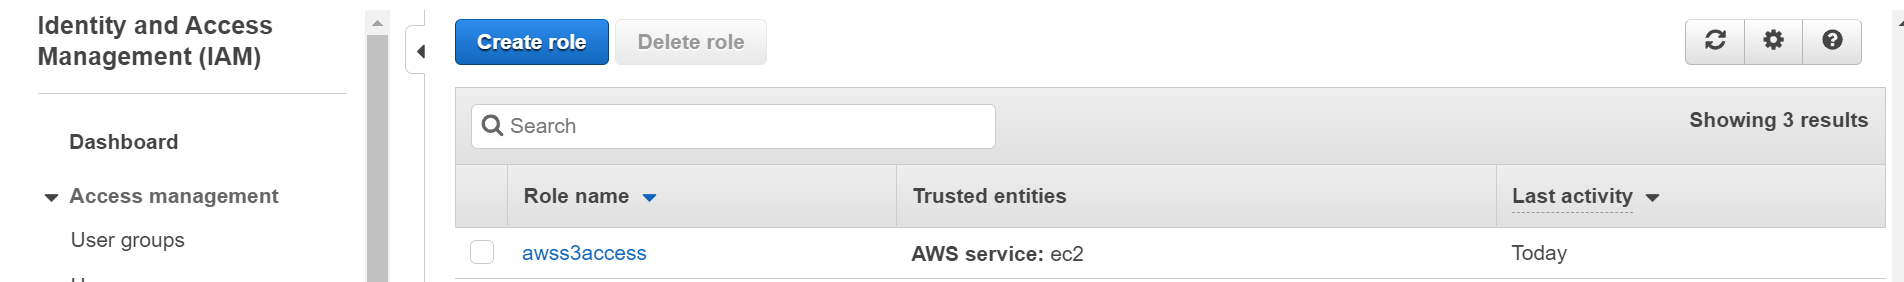 Identity and Access
Management (IAM)
Dashboard
Access management
User groups
Create role
Delete role
Search
Showing 3 results
Role name
Trusted entities
Last activity
awss3access
AWS service: ec2
Today